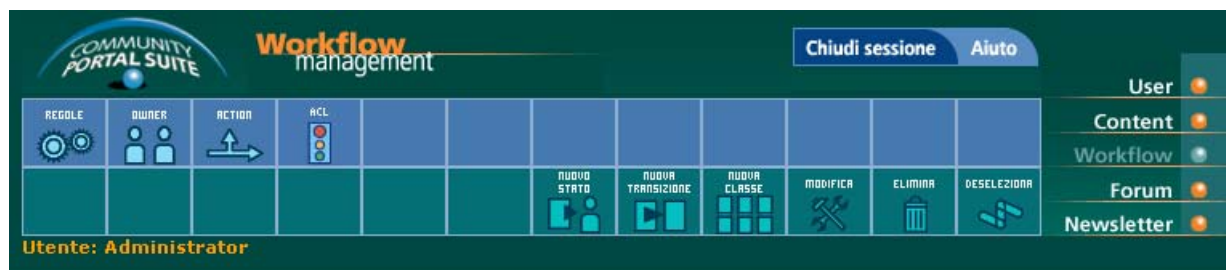 COMMUNITY
PORTAL SUITE
Workflow
management
Chiudi sessione
Aiuto
User
Content
Workflow
Forum
Newsletter
REGOLE
OWNER
ACTION
ACL
NUOVO
STATO
NUOVA
TRANSIZIONE
NUOVA
CLASSE
MODIFICA
ELIMINA
DESELEZIONA
Utente: Administrator